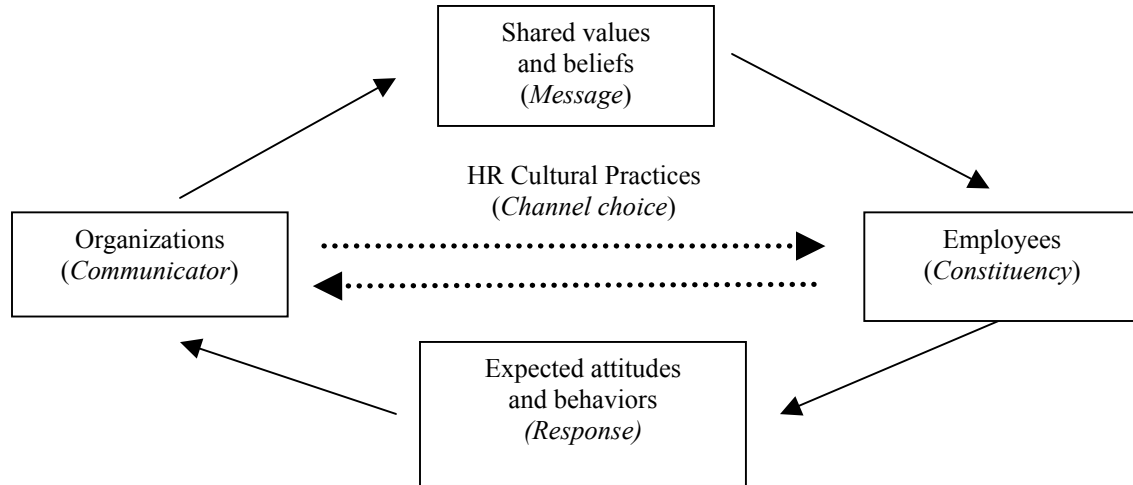 Shared values
and beliefs
(Message)
HR Cultural Practices
(Channel choice)
Organizations
(Communicator)
Employees
(Constituency)
Expected attitudes
and behaviors
(Response)